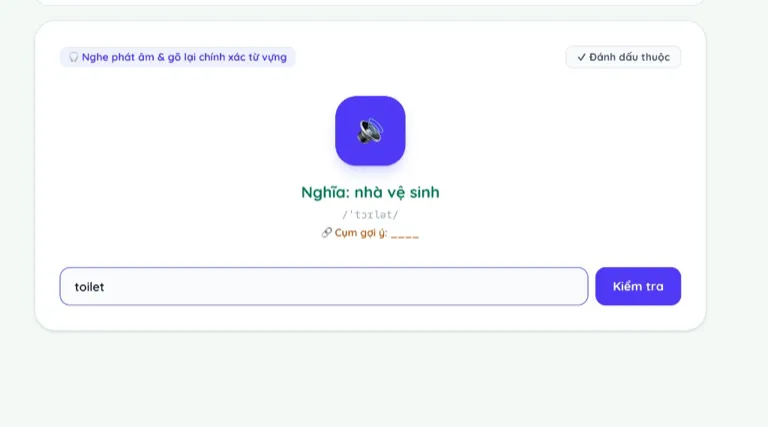 Nghe phát âm & gõ lại chính xác từ vựng
✓ Đánh dấu thuộc
Nghĩa: nhà vệ sinh
/ˈtɔɪlət/
Cụm gợi ý: ____
toilet
Kiểm tra